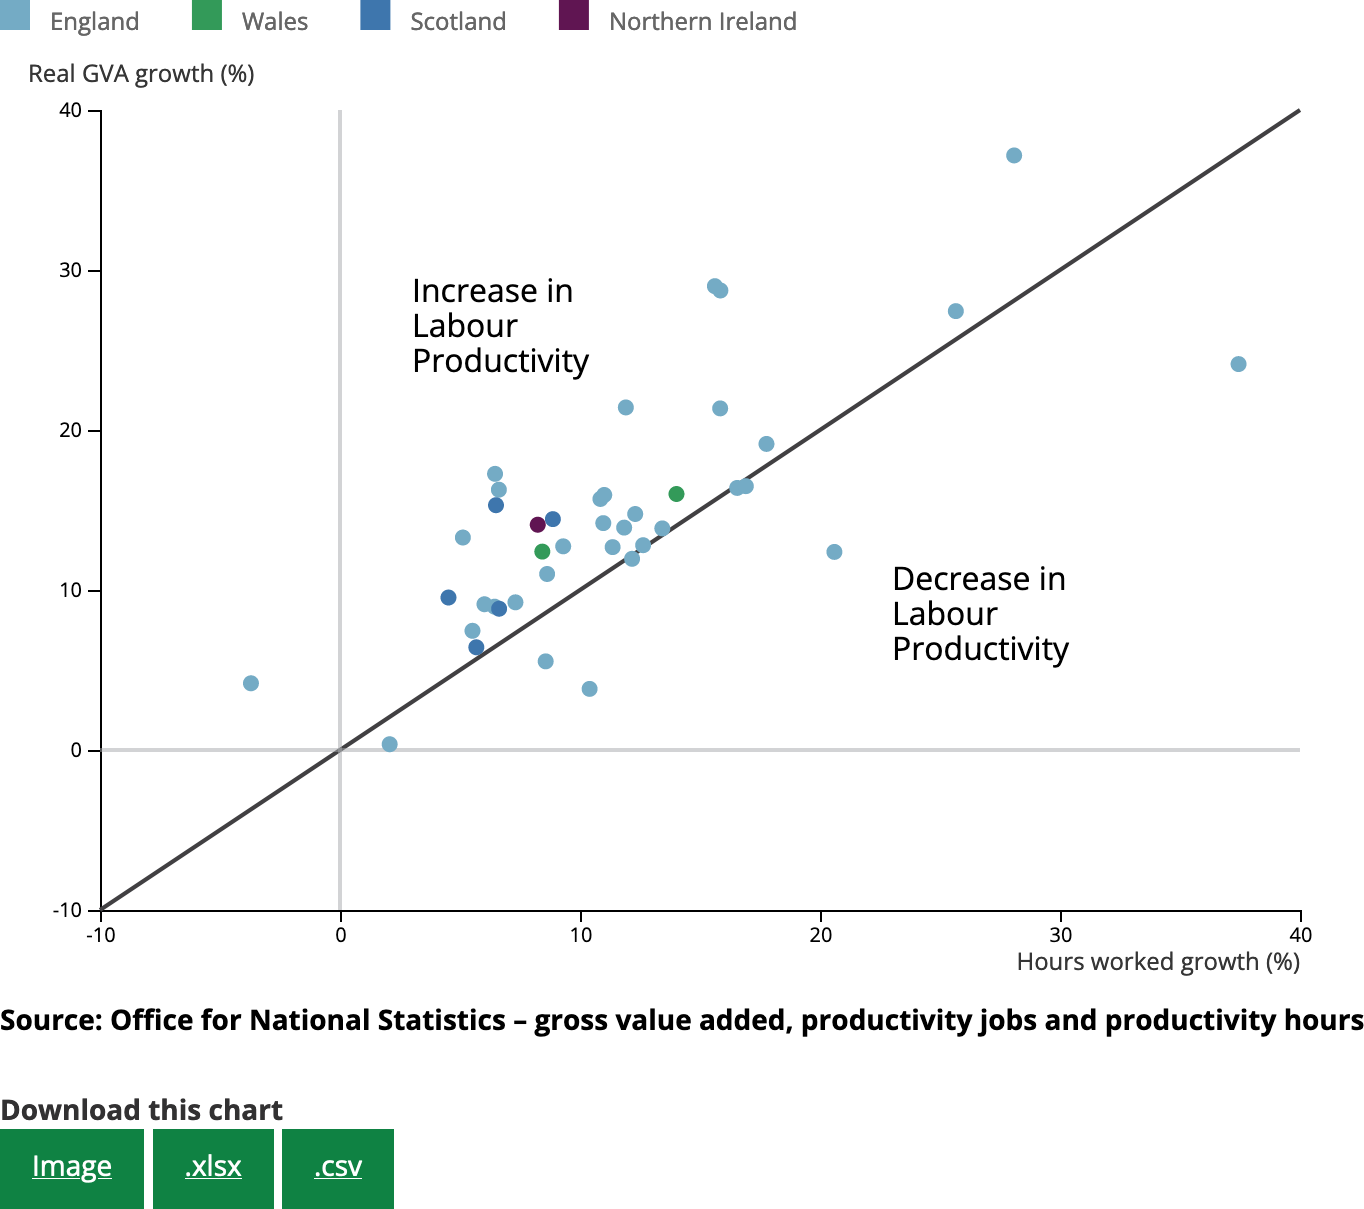 England Wales Scotland Northern Ireland
Real GVA growth (%)
40
30
20
10
0
-10
Increase in
Labour
Productivity
Decrease in
Labour
Productivity
-10 0 10 20 30 40
Hours worked growth (%)
Source: Office for National Statistics – gross value added, productivity jobs and productivity hours
Download this chart
Image .xlsx .csv